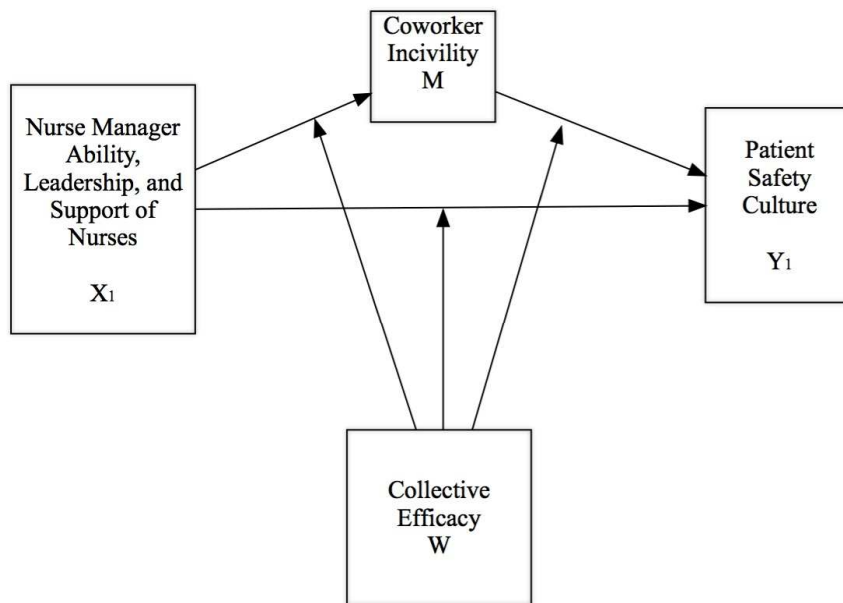 Coworker
Incivility
M
Nurse Manager
Ability,
Leadership, and
Support of
Nurses
X1
Patient
Safety
Culture
Y1
Collective
Efficacy
W